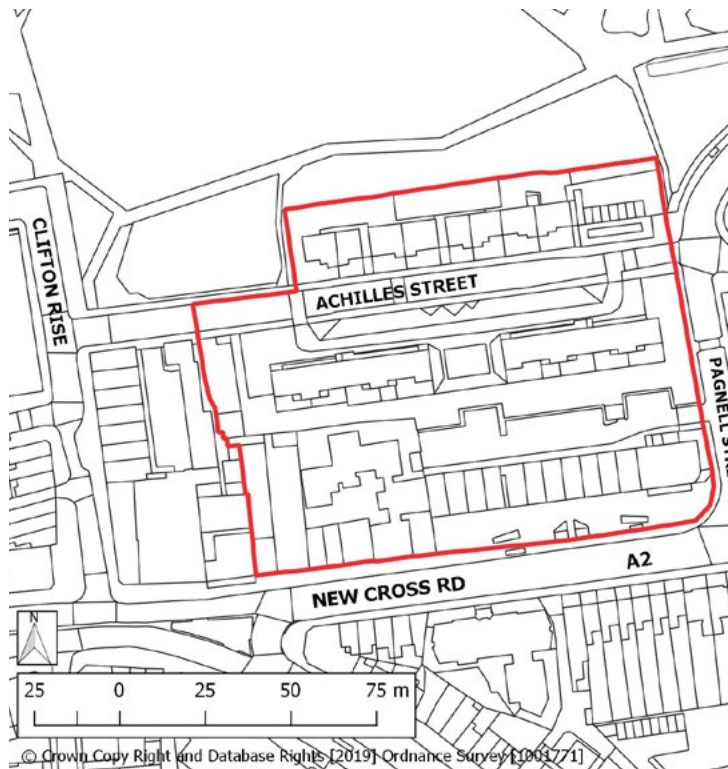 CLIFTON RISE
ACHILLES STREET
PAGNELL
NEW CROSS RD
A2
N
25 0 25 50 75 m
© Crown Copy Right and Database Rights [2019] Ordnance Survey [1001771]